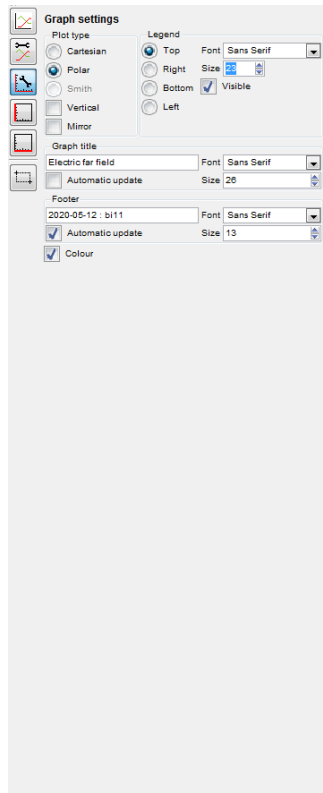 Graph settings
Plot type
Cartesian
Polar
Smith
Vertical
Mirror
Legend
Top
Right
Bottom
Left
Font Sans Serif
Size 23
Visible
Graph title
Electric far field Font Sans Serif
Automatic update Size 26
Footer
2020-05-12 : bi11 Font Sans Serif
Automatic update Size 13
Colour